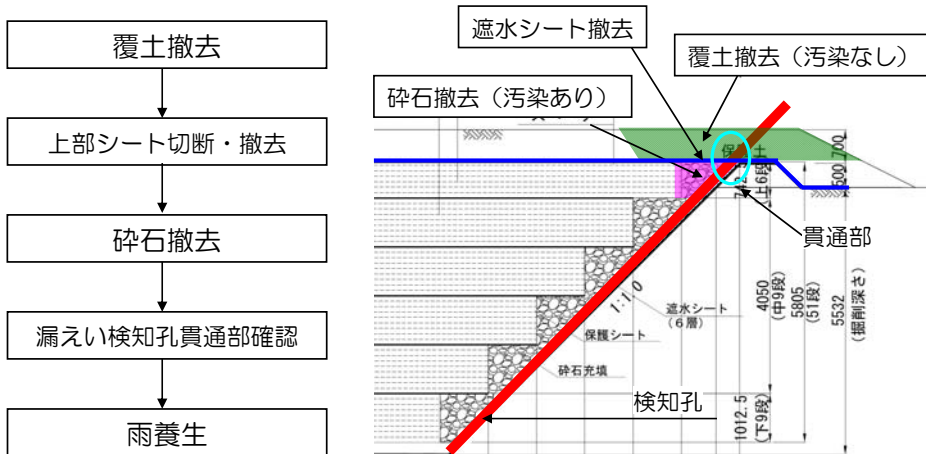 覆土撤去
上部シート切断・撤去
砕石撤去
漏えい検知孔貫通部確認
雨養生
遮水シート撤去
覆土撤去（汚染なし）
砕石撤去（汚染あり）
貫通部
検知孔
1:1.0
遮水シート
（６層）
保護シート
砕石充填
(上6段)
700
500
4050
(中9段)
5805
(51段)
5532
(掘削深さ)
1012.5
(下9段)